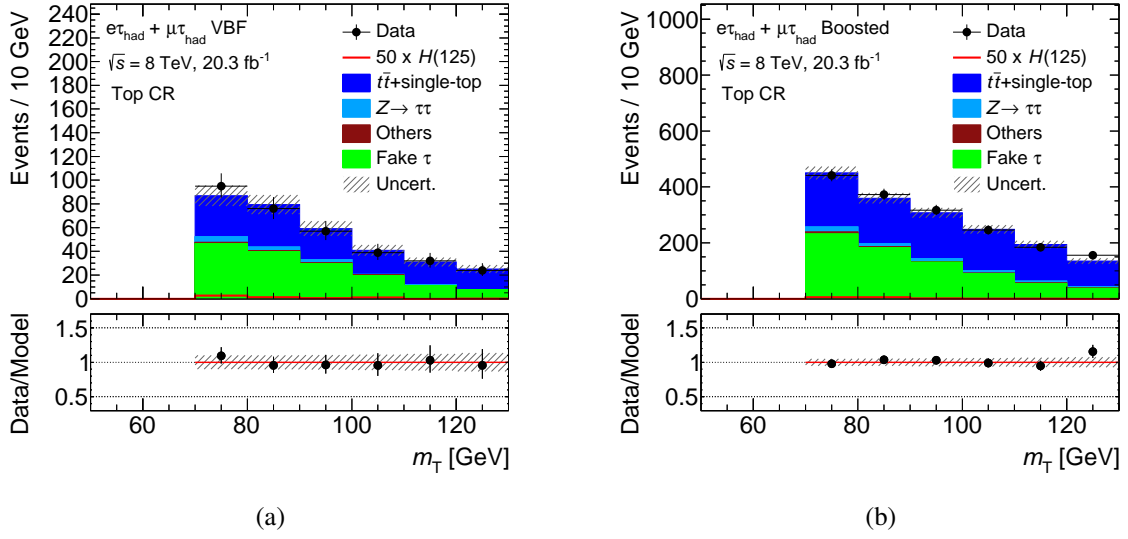 Events / 10 GeV
240
220
200
180
160
140
120
100
80
60
40
20
0
eτhad + μτhad VBF
√s = 8 TeV, 20.3 fb-1
Top CR
Data
50 x H(125)
tt̄+single-top
Z→ ττ
Others
Fake τ
Uncert.
Data/Model
1.5
1
0.5
60 80 100 120
mT [GeV]
(a)
Events / 10 GeV
1000
800
600
400
200
0
eτhad + μτhad Boosted
√s = 8 TeV, 20.3 fb-1
Top CR
Data
50 x H(125)
tt̄+single-top
Z→ ττ
Others
Fake τ
Uncert.
Data/Model
1.5
1
0.5
60 80 100 120
mT [GeV]
(b)